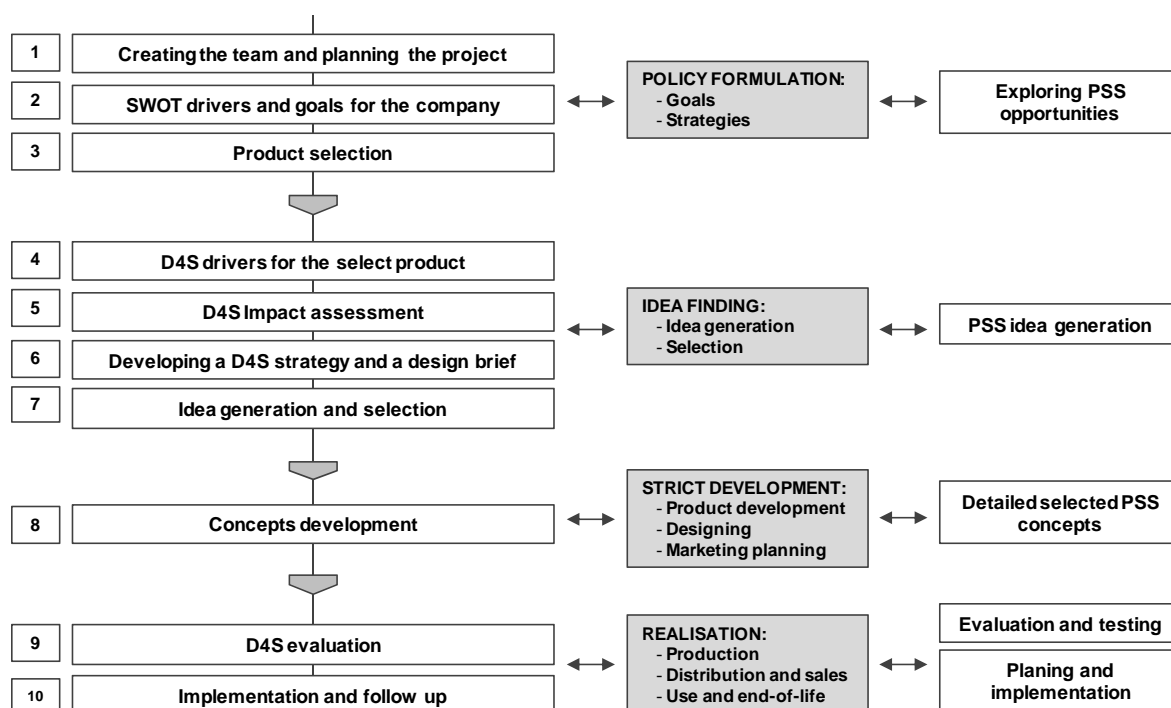 1
Creating the team and planning the project
2
SWOT drivers and goals for the company
3
Product selection
POLICY FORMULATION:
- Goals
- Strategies
Exploring PSS
opportunities
4
D4S drivers for the select product
5
D4S Impact assessment
6
Developing a D4S strategy and a design brief
7
Idea generation and selection
IDEA FINDING:
- Idea generation
- Selection
PSS idea generation
8
Concepts development
STRICT DEVELOPMENT:
- Product development
- Designing
- Marketing planning
Detailed selected PSS
concepts
9
D4S evaluation
10
Implementation and follow up
REALISATION:
- Production
- Distribution and sales
- Use and end-of-life
Evaluation and testing
Planing and
implementation